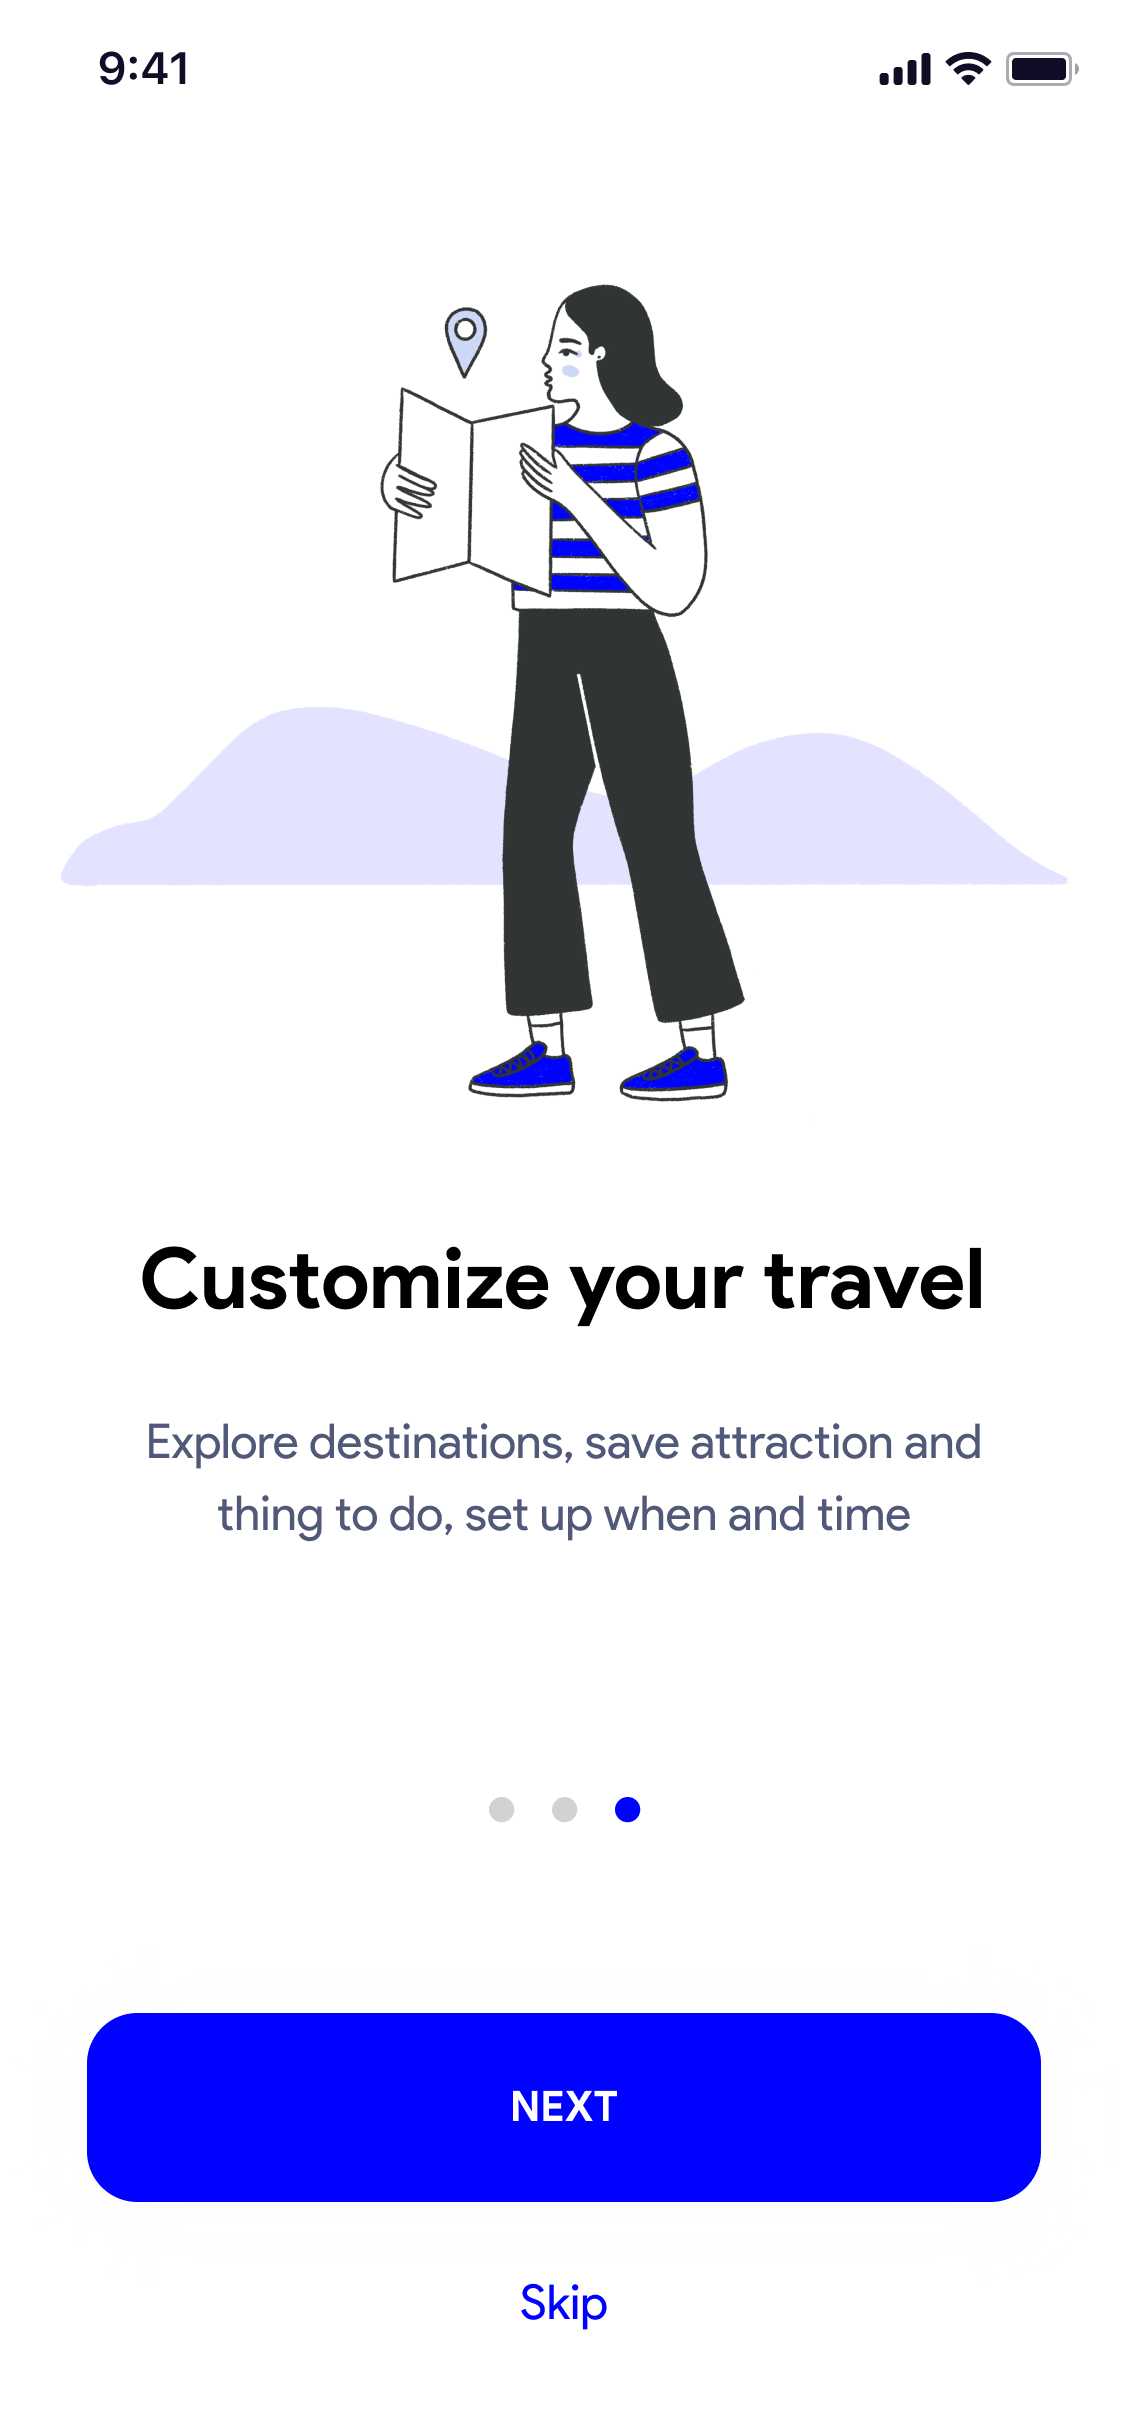 9:41
Customize your travel
Explore destinations, save attraction and
thing to do, set up when and time
NEXT
Skip